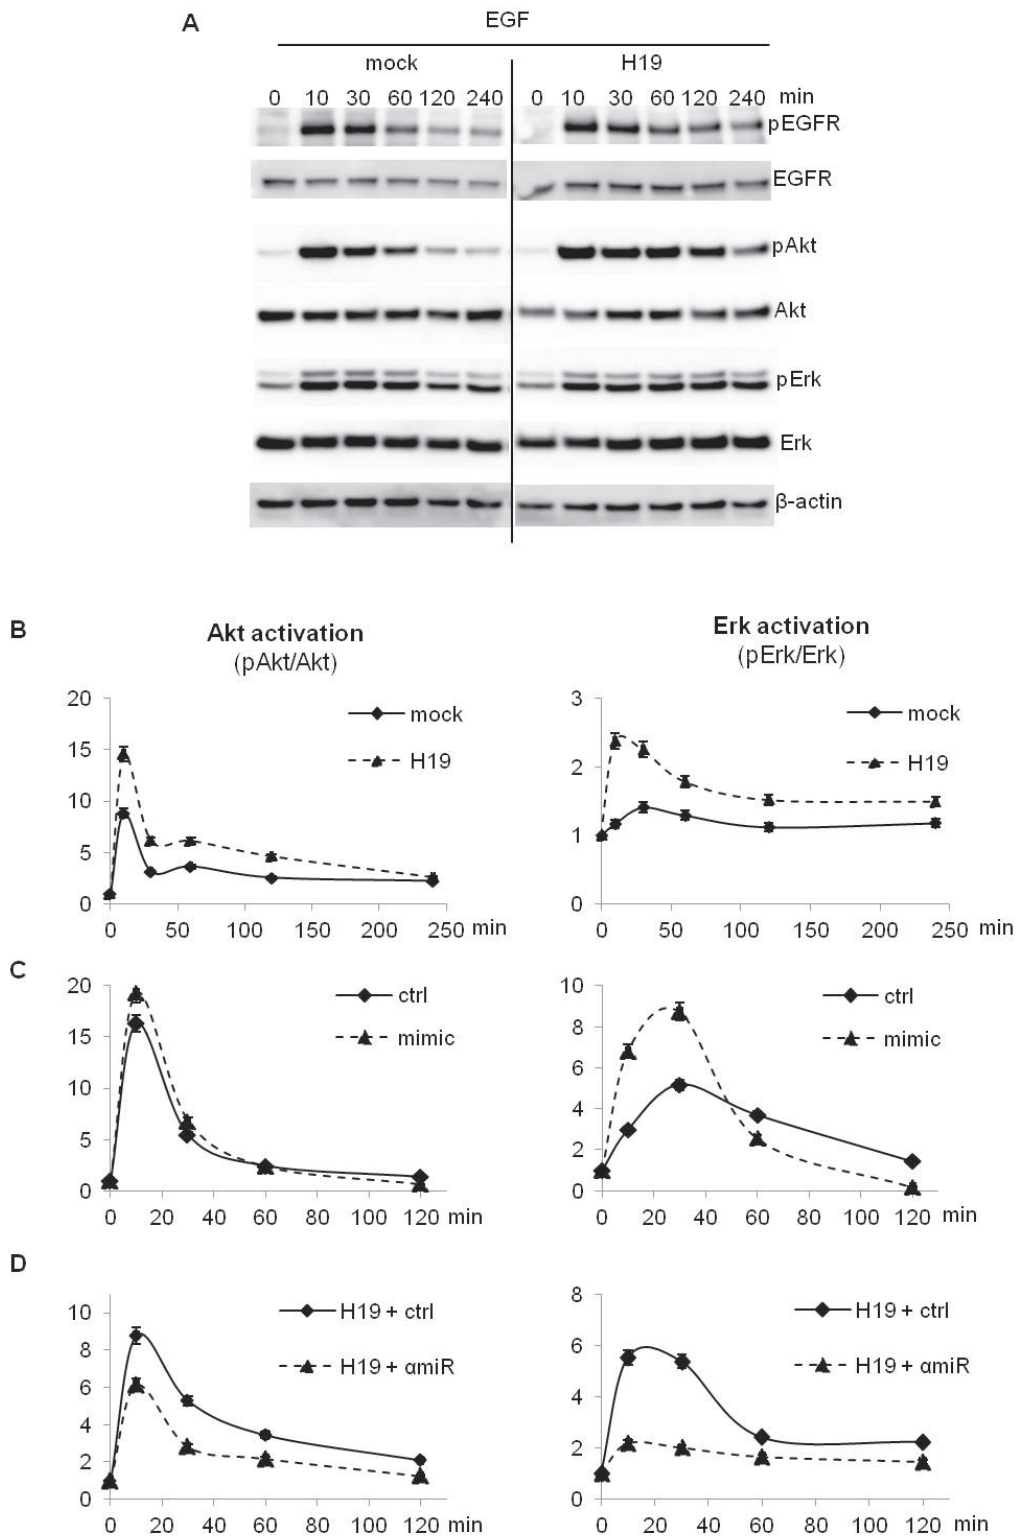 A
EGF
mock H19
0 10 30 60 120 240 0 10 30 60 120 240 min
pEGFR
EGFR
pAkt
Akt
pErk
Erk
β-actin
B
Akt activation
(pAkt/Akt)
20
15
10
5
0
mock
H19
0 50 100 150 200 250 min
Erk activation
(pErk/Erk)
3
2
1
0
mock
H19
0 50 100 150 200 250 min
C
20
15
10
5
0
ctrl
mimic
0 20 40 60 80 100 120 min
10
8
6
4
2
0
ctrl
mimic
0 20 40 60 80 100 120 min
D
10
8
6
4
2
0
H19 + ctrl
H19 + αmiR
0 20 40 60 80 100 120 min
8
6
4
2
0
H19 + ctrl
H19 + αmiR
0 20 40 60 80 100 120 min